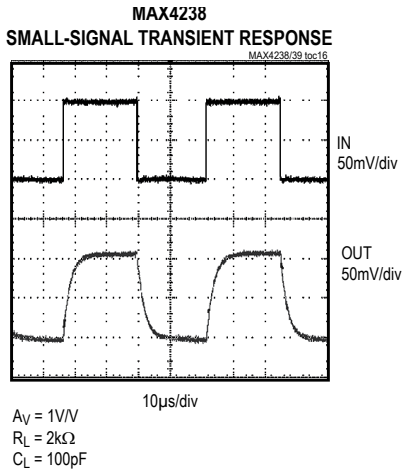 MAX4238
SMALL-SIGNAL TRANSIENT RESPONSE
MAX4238/39 toc16
IN
50mV/div
OUT
50mV/div
10µs/div
AV = 1V/V
RL = 2kΩ
CL = 100pF